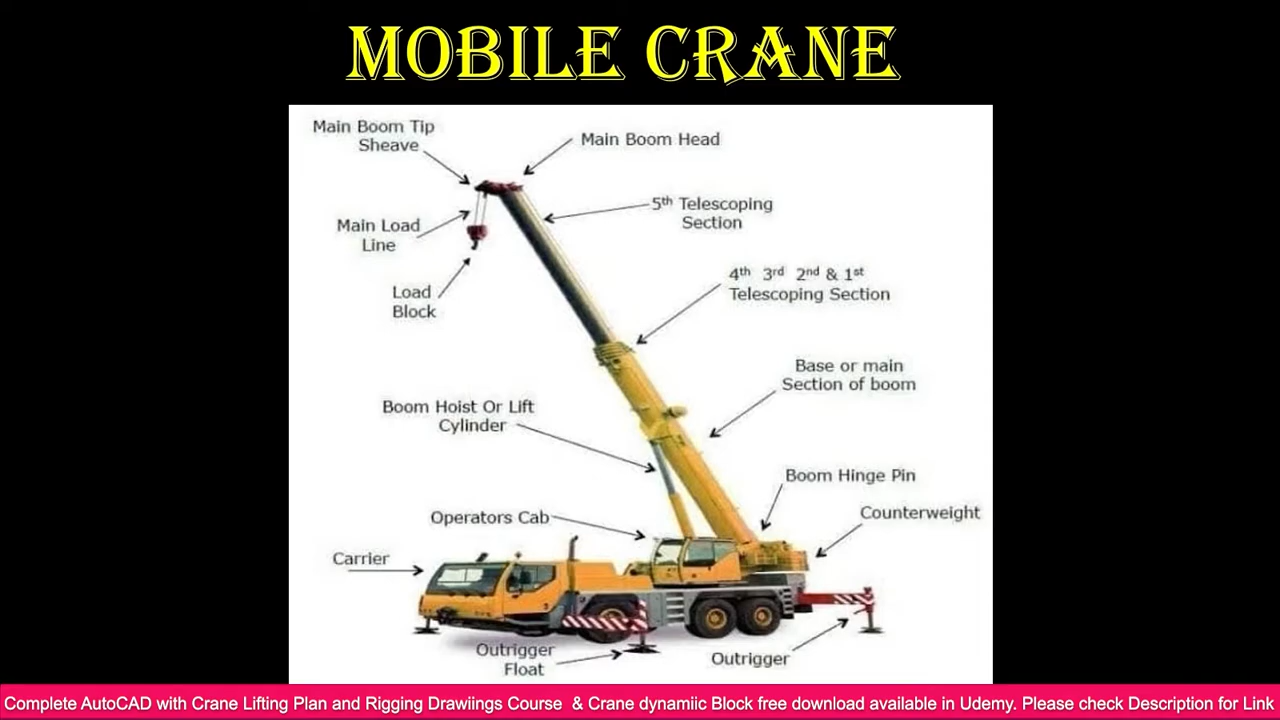 MOBILE CRANE
Main Boom Tip
Sheave
Main Boom Head
5th Telescoping
Section
Main Load
Line
4th 3rd 2nd & 1st
Telescoping Section
Load
Block
Base or main
Section of boom
Boom Hoist Or Lift
Cylinder
Boom Hinge Pin
Counterweight
Operators Cab
Carrier
Outrigger
Float
Outrigger
Complete AutoCAD with Crane Lifting Plan and Rigging Drawiings Course & Crane dynamiic Block free download available in Udemy. Please check Description for Link